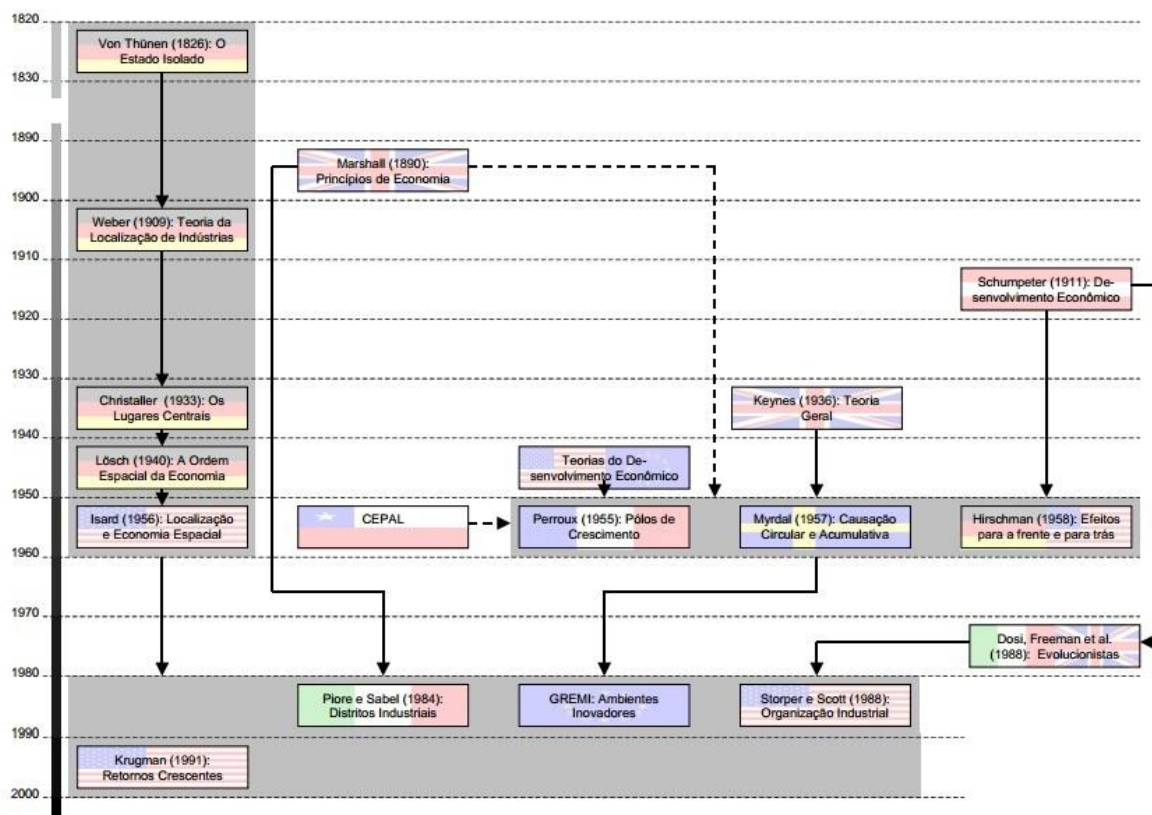 1820
Von Thünen (1826): O
Estado Isolado
1830
1890
Marshall (1890):
Princípios de Economia
1900
Weber (1909): Teoria da
Localização de Indústrias
1910
Schumpeter (1911): De-
senvolvimento Econômico
1920
1930
Christaller (1933): Os
Lugares Centrais
Keynes (1936): Teoria
Geral
1940
Lösch (1940): A Ordem
Espacial da Economia
Teorias do De-
senvolvimento Econômico
1950
Isard (1956): Localização
e Economia Espacial
CEPAL
Perroux (1955): Pólos de
Crescimento
Myrdal (1957): Causação
Circular e Acumulativa
Hirschman (1958): Efeitos
para a frente e para trás
1960
1970
Dosi, Freeman et al.
(1988): Evolucionistas
1980
Piore e Sabel (1984):
Distritos Industriais
GREMI: Ambientes
Inovadores
Storper e Scott (1988):
Organização Industrial
1990
Krugman (1991):
Retornos Crescentes
2000